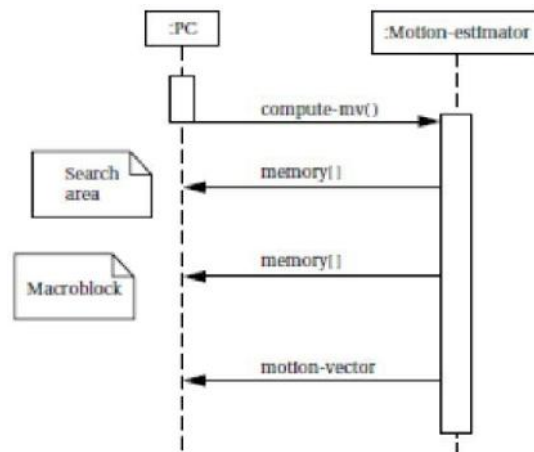 :PC
:Motion-estimator
compute-mv()
Search
area
memory[]
Macroblock
memory[]
motion-vector